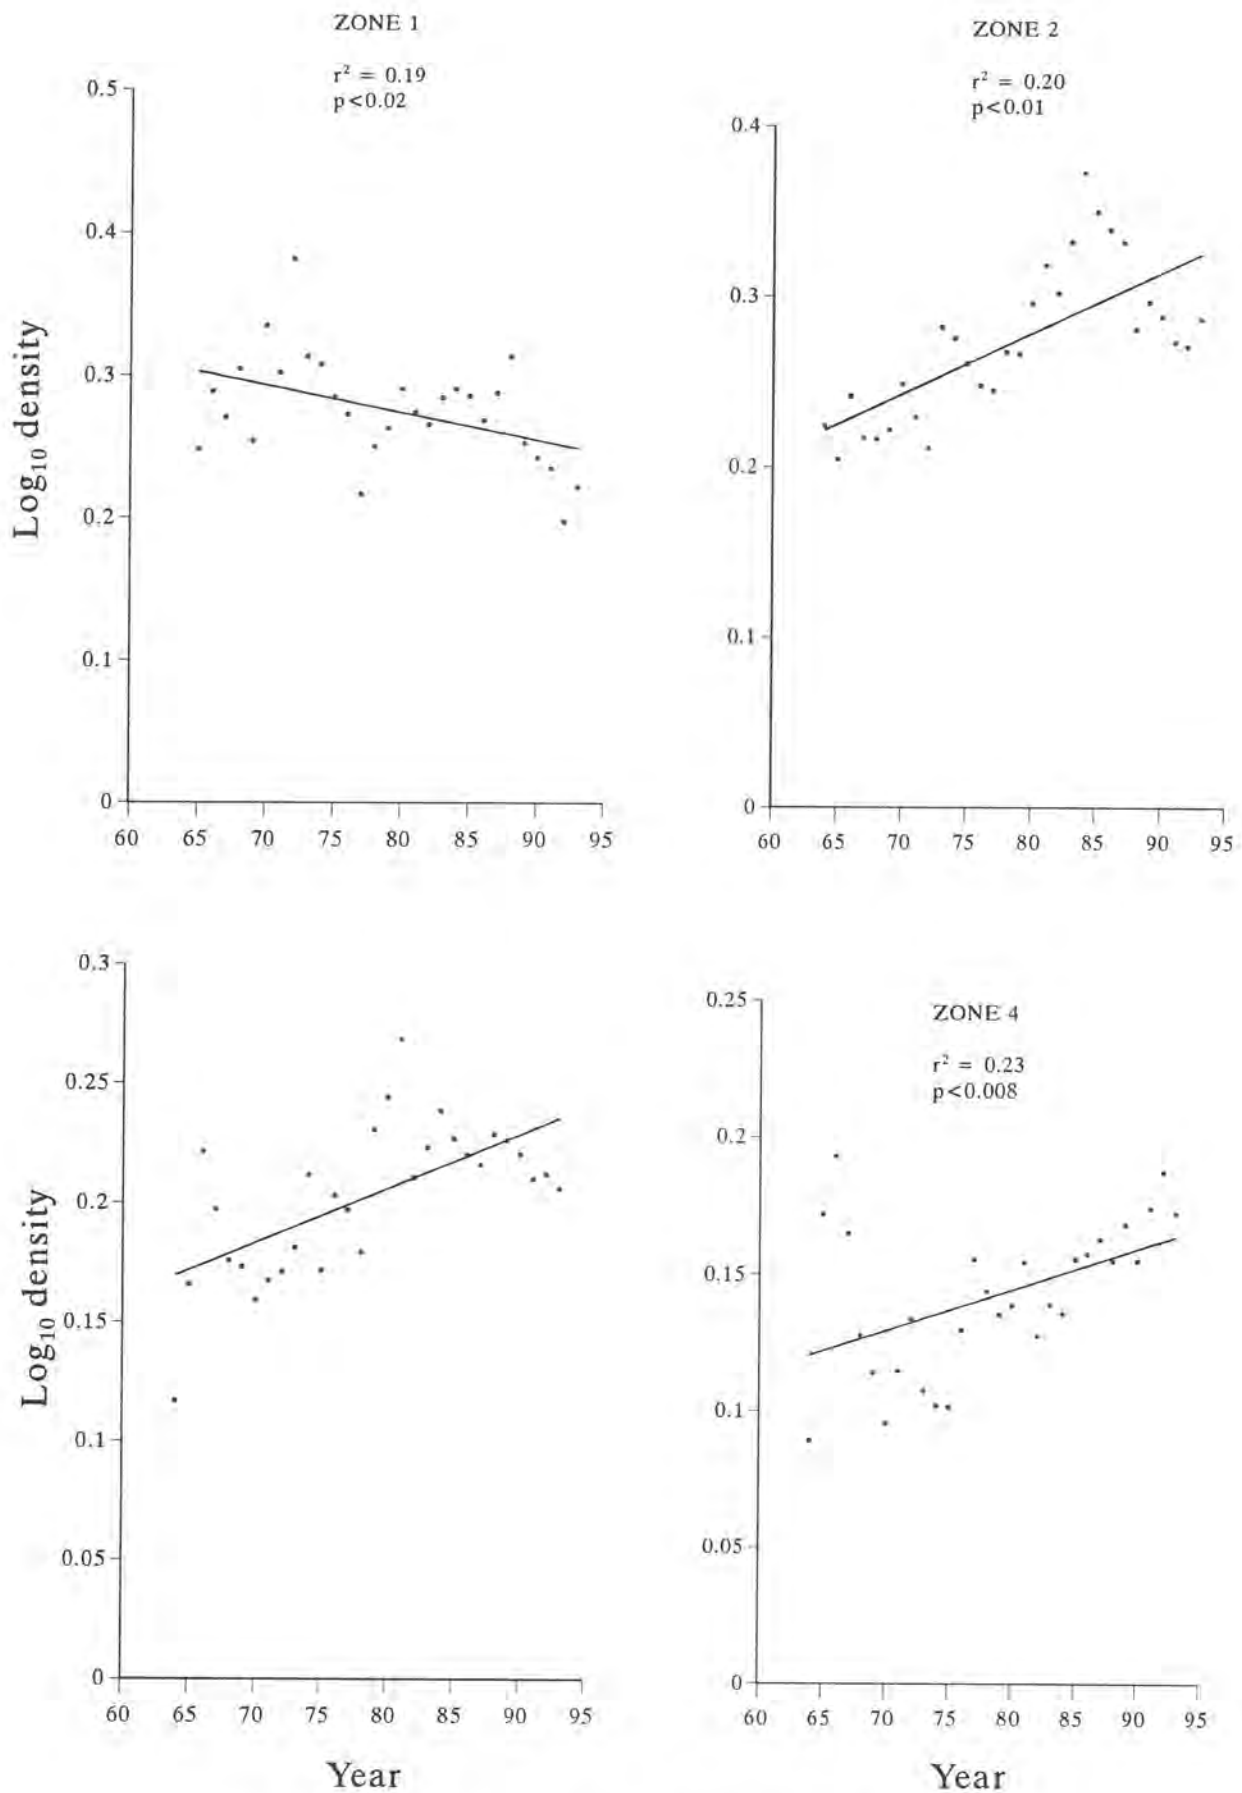 ZONE 1
r² = 0.19
p<0.02
0.5
0.4
0.3
0.2
0.1
0
60 65 70 75 80 85 90 95
Log₁₀ density
ZONE 2
r² = 0.20
p<0.01
0.4
0.3
0.2
0.1
0
60 65 70 75 80 85 90 95
0.3
0.25
0.2
0.15
0.1
0.05
0
60 65 70 75 80 85 90 95
Log₁₀ density
Year
ZONE 4
r² = 0.23
p<0.008
0.25
0.2
0.15
0.1
0.05
0
60 65 70 75 80 85 90 95
Year